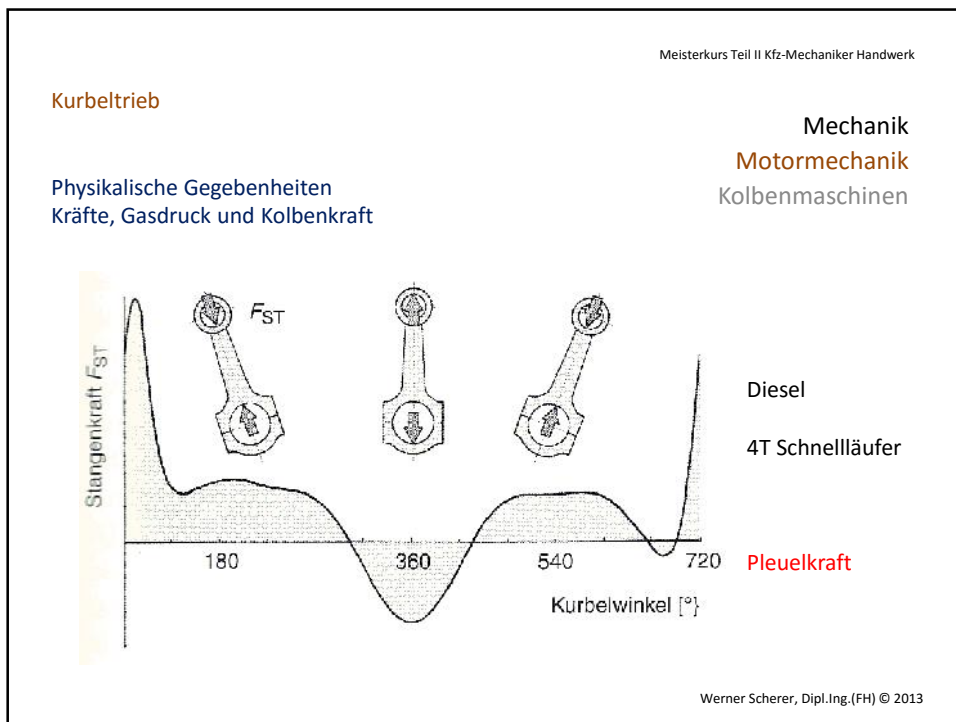 Meisterkurs Teil II Kfz-Mechaniker Handwerk
Kurbeltrieb
Mechanik
Motormechanik
Kolbenmaschinen
Physikalische Gegebenheiten
Kräfte, Gasdruck und Kolbenkraft
Stangenkraft FST
FST
Diesel
4T Schnellläufer
180
360
540
720
Pleuelkraft
Kurbelwinkel [°}
Werner Scherer, Dipl.Ing.(FH) © 2013